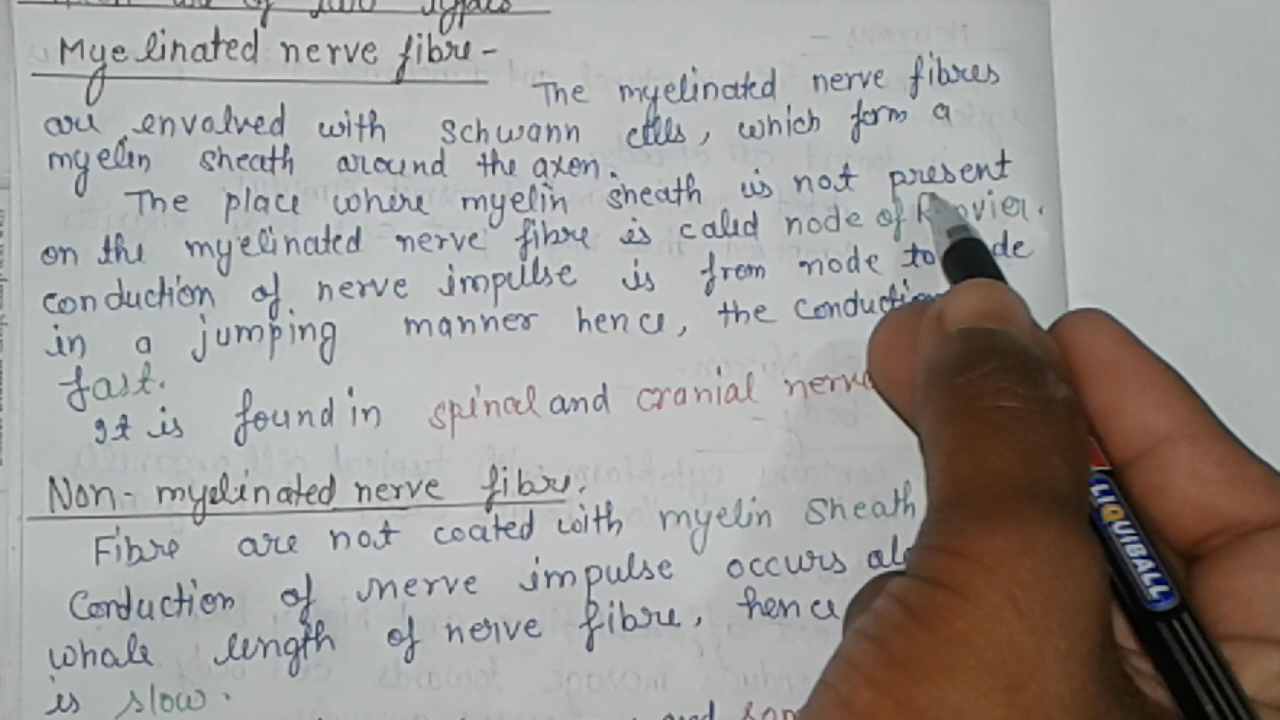 types
Myelinated nerve fibre -
The myelinated nerve fibres
are envalved with Schwann cells, which form a
myelin sheath around the axon.
The place where myelin sheath is not present
on the myelinated nerve fibre is called node of
conduction of nerve impulse is from node to
in a jumping manner hence, the
fast.
It is found in spinal and cranial
Non-myelinated nerve fibre.
Fibre are not coated with myelin sheath
Conduction of nerve impulse occurs
whole length of nerve fibre, hence
is slow.
and
LIQUIBALL